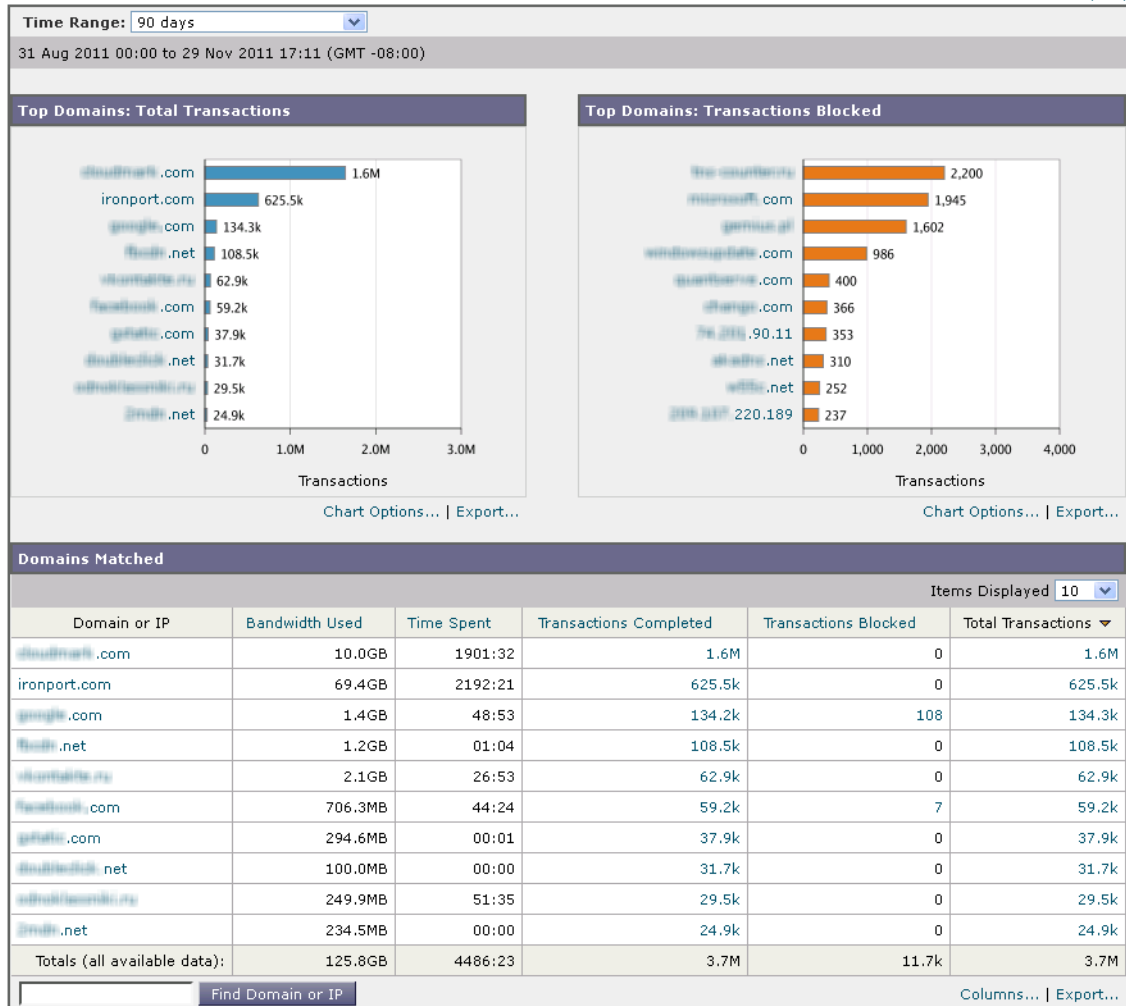 Time Range: 90 days
31 Aug 2011 00:00 to 29 Nov 2011 17:11 (GMT -08:00)
Top Domains: Total Transactions
.com 1.6M
ironport.com 625.5k
.com 134.3k
.net 108.5k
62.9k
.com 59.2k
.com 37.9k
.net 31.7k
29.5k
.net 24.9k
0 1.0M 2.0M 3.0M
Transactions
Chart Options... | Export...
Top Domains: Transactions Blocked
2,200
.com 1,945
1,602
.com 986
.com 400
.com 366
.90.11 353
.net 310
.net 252
220.189 237
0 1,000 2,000 3,000 4,000
Transactions
Chart Options... | Export...
Domains Matched
Items Displayed 10
Domain or IP Bandwidth Used Time Spent Transactions Completed Transactions Blocked Total Transactions
.com 10.0GB 1901:32 1.6M 0 1.6M
ironport.com 69.4GB 2192:21 625.5k 0 625.5k
.com 1.4GB 48:53 134.2k 108 134.3k
.net 1.2GB 01:04 108.5k 0 108.5k
2.1GB 26:53 62.9k 0 62.9k
.com 706.3MB 44:24 59.2k 7 59.2k
.com 294.6MB 00:01 37.9k 0 37.9k
net 100.0MB 00:00 31.7k 0 31.7k
249.9MB 51:35 29.5k 0 29.5k
.net 234.5MB 00:00 24.9k 0 24.9k
Totals (all available data): 125.8GB 4486:23 3.7M 11.7k 3.7M
Find Domain or IP
Columns... | Export...